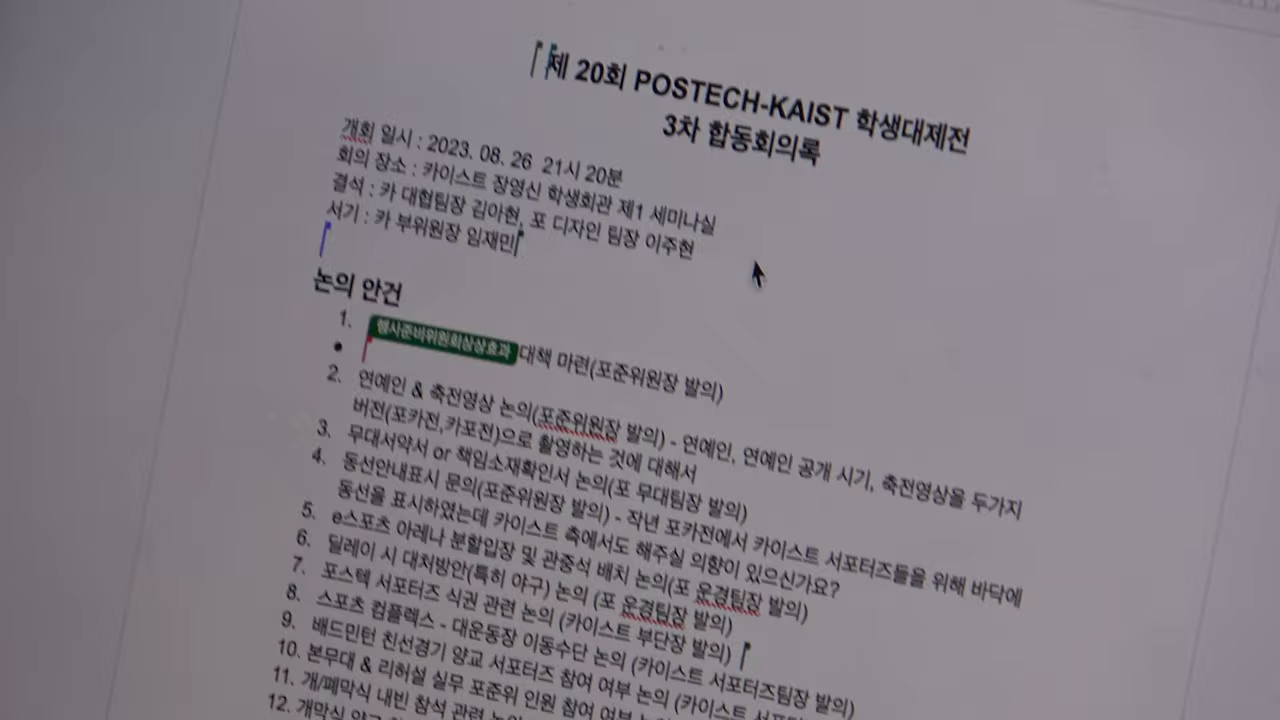 제 20회 POSTECH-KAIST 학생대제전
3차 합동회의록
개회 일시 : 2023. 08. 26 21시 20분
회의 장소 : 카이스트 장영신 학생회관 제1 세미나실
결석 : 카 대협팀장 김아현, 포 디자인 팀장 이주현
서기 : 카 부위원장 임재민
논의 안건
1.
행사준비위원회상상효과
• 대책 마련(포준위원장 발의)
2. 연예인 & 축전영상 논의(포준위원장 발의) - 연예인, 연예인 공개 시기, 축전영상을 두가지
버전(포카전,카포전)으로 촬영하는 것에 대해서
3. 무대서약서 or 책임소재확인서 논의(포 무대팀장 발의)
4. 동선안내표시 문의(포준위원장 발의) - 작년 포카전에서 카이스트 서포터즈들을 위해 바닥에
동선을 표시하였는데 카이스트 측에서도 해주실 의향이 있으신가요?
5. e스포츠 아레나 분할입장 및 관중석 배치 논의(포 운경팀장 발의)
6. 딜레이 시 대처방안(특히 야구) 논의 (포 운경팀장 발의)
7. 포스텍 서포터즈 식권 관련 논의 (카이스트 부단장 발의)
8. 스포츠 컴플렉스 - 대운동장 이동수단 논의 (카이스트 서포터즈팀장 발의)
9. 배드민턴 친선경기 양교 서포터즈 참여 여부 논의 (카이스트
10. 본무대 & 리허설 실무 포준위 인원 참여 여부
11. 개/폐막식 내빈 참석 관련
12. 개막식